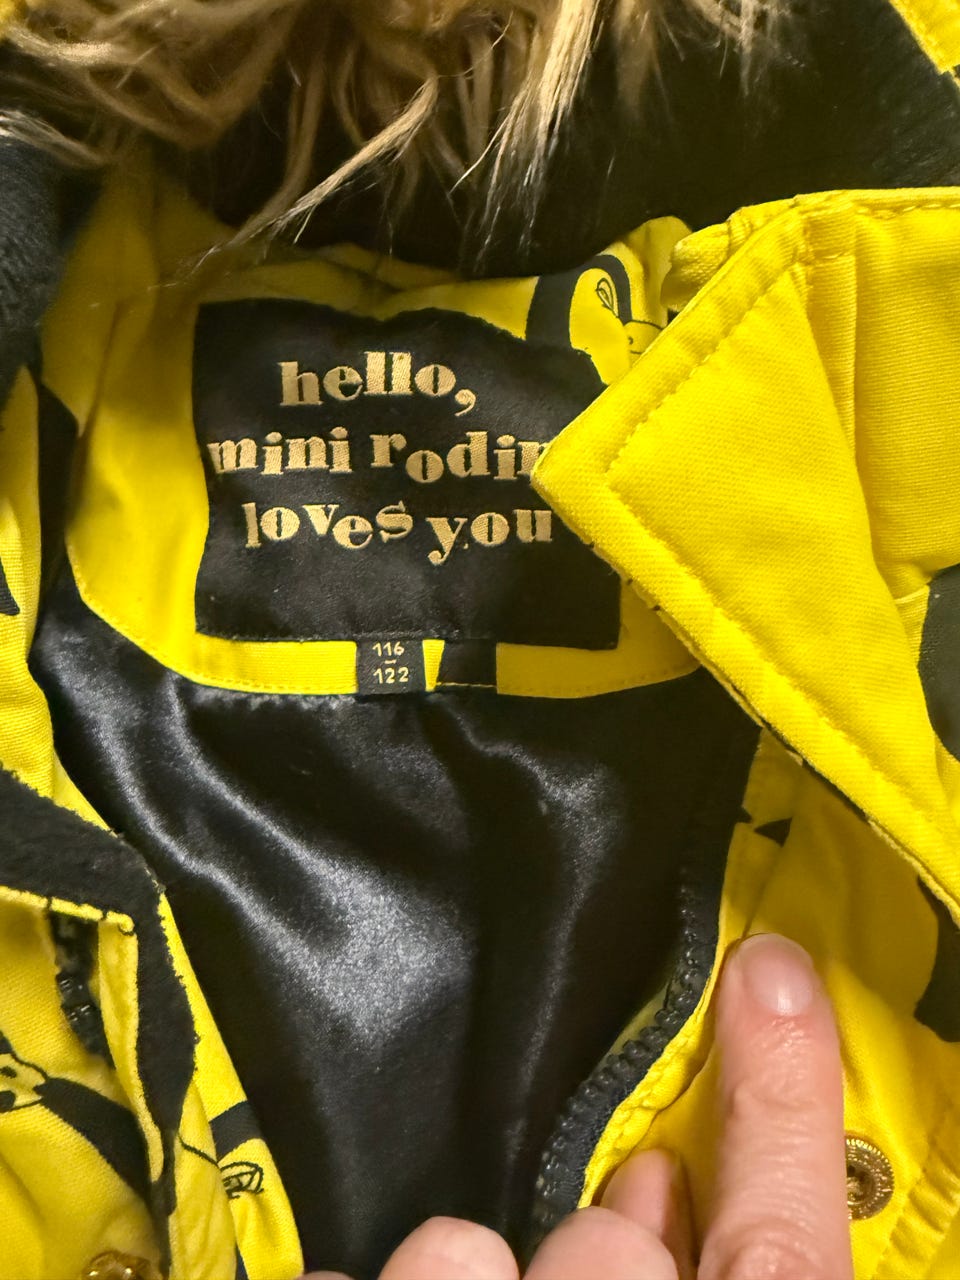 hello,
mini rodin
loves you
116
-
122